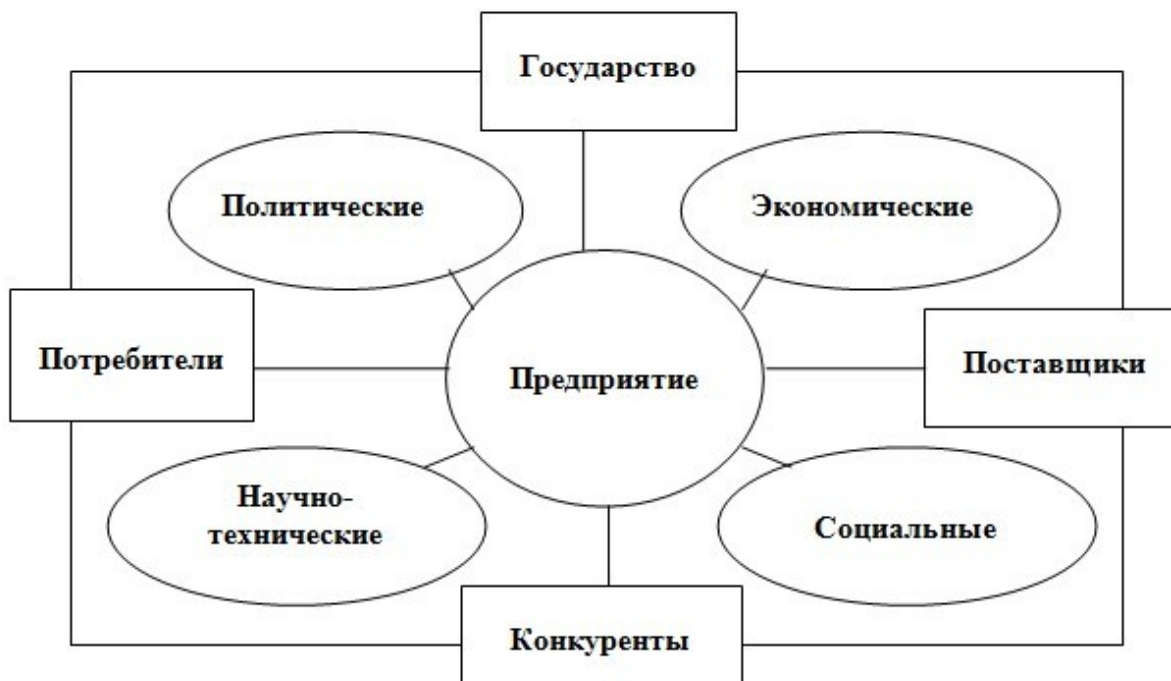 Государство
Политические
Экономические
Потребители
Предприятие
Поставщики
Научно-
технические
Социальные
Конкуренты